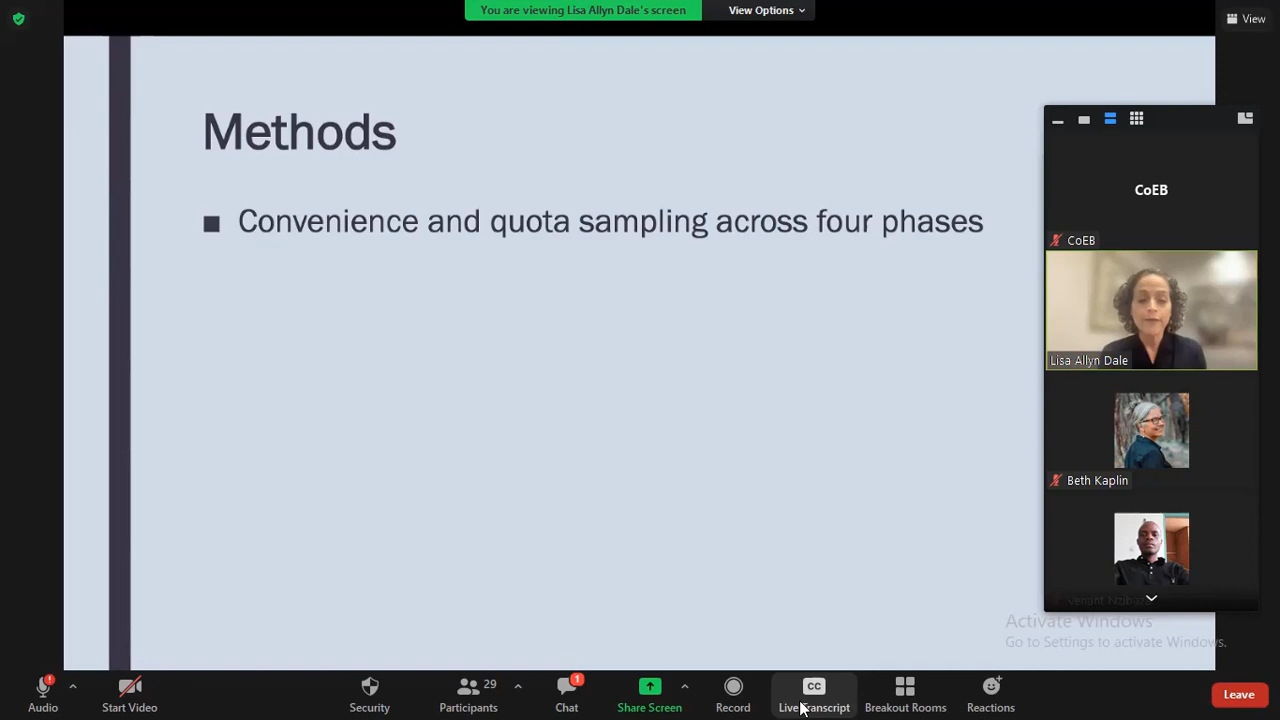 You are viewing Lisa Allyn Dale's screen
View Options
View
Methods
■ Convenience and quota sampling across four phases
CoEB
CoEB
Lisa Allyn Dale
Beth Kaplin
Venant
Activate Windows
Go to Settings to activate Windows.
29
1
CC
Audio
Start Video
Security
Participants
Chat
Share Screen
Record
Live Transcript
Breakout Rooms
Reactions
Leave